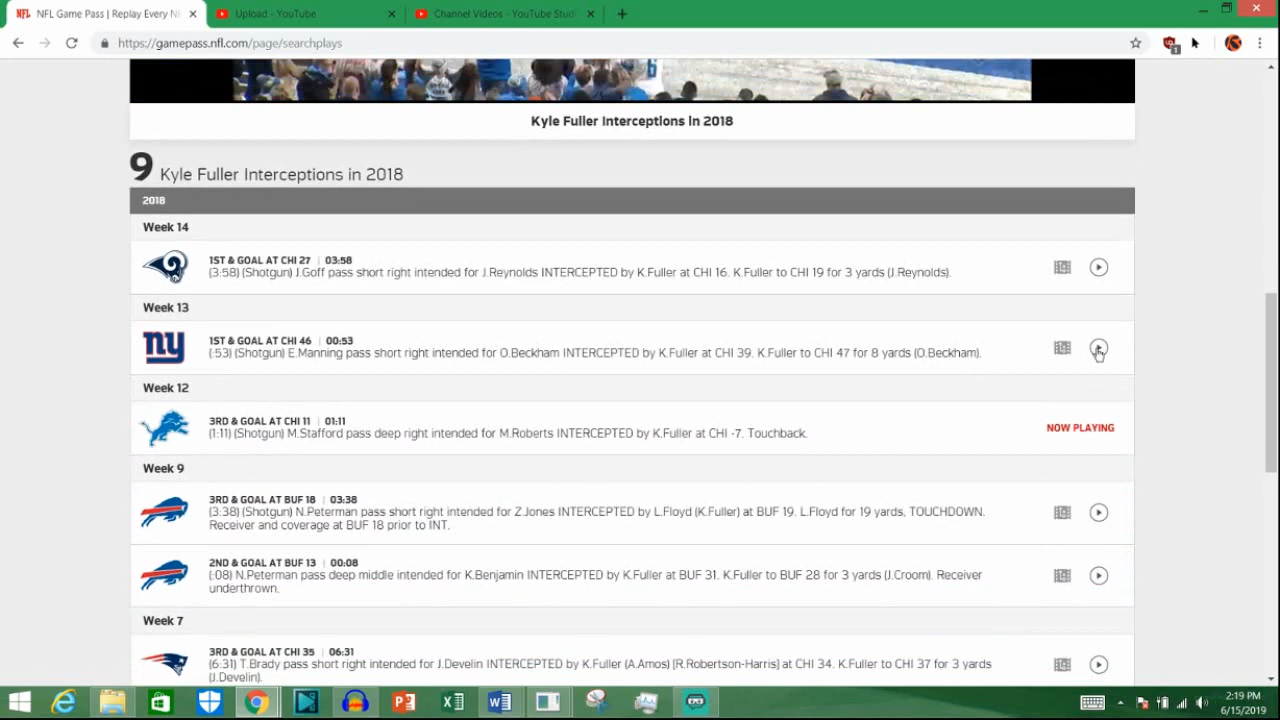 NFL Game Pass | Replay Every N
Upload - YouTube
Channel Videos - YouTube Stud
https://gamepass.nfl.com/page/searchplays
1
Kyle Fuller Interceptions in 2018
9 Kyle Fuller Interceptions in 2018
2018
Week 14
1ST & GOAL AT CHI 27 | 03:58
(3:58) (Shotgun) J.Goff pass short right intended for J.Reynolds INTERCEPTED by K.Fuller at CHI 16. K.Fuller to CHI 19 for 3 yards (J.Reynolds).
Week 13
ny
1ST & GOAL AT CHI 46 | 00:53
(:53) (Shotgun) E.Manning pass short right intended for O.Beckham INTERCEPTED by K.Fuller at CHI 39. K.Fuller to CHI 47 for 8 yards (O.Beckham).
Week 12
3RD & GOAL AT CHI 11 | 01:11
(1:11) (Shotgun) M.Stafford pass deep right intended for M.Roberts INTERCEPTED by K.Fuller at CHI -7. Touchback.
NOW PLAYING
Week 9
3RD & GOAL AT BUF 18 | 03:38
(3:38) (Shotgun) N.Peterman pass short right intended for Z.Jones INTERCEPTED by L.Floyd (K.Fuller) at BUF 19. L.Floyd for 19 yards, TOUCHDOWN.
Receiver and coverage at BUF 18 prior to INT.
2ND & GOAL AT BUF 13 | 00:08
(:08) N.Peterman pass deep middle intended for K.Benjamin INTERCEPTED by K.Fuller at BUF 31. K.Fuller to BUF 28 for 3 yards (J.Croom). Receiver
underthrown.
Week 7
3RD & GOAL AT CHI 35 | 06:31
(6:31) T.Brady pass short right intended for J.Develin INTERCEPTED by K.Fuller (A.Amos) [R.Robertson-Harris] at CHI 34. K.Fuller to CHI 37 for 3 yards
(J.Develin).
2:19 PM
6/15/2019